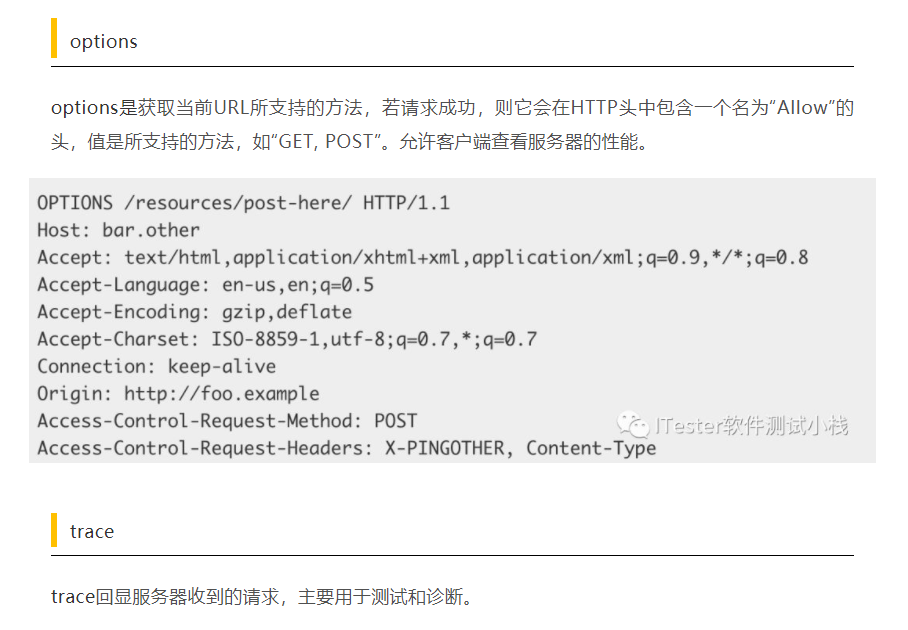 options
options是获取当前URL所支持的方法，若请求成功，则它会在HTTP头中包含一个名为“Allow”的
头，值是所支持的方法，如“GET, POST”。允许客户端查看服务器的性能。
OPTIONS /resources/post-here/ HTTP/1.1
Host: bar.other
Accept: text/html,application/xhtml+xml,application/xml;q=0.9,*/*;q=0.8
Accept-Language: en-us,en;q=0.5
Accept-Encoding: gzip,deflate
Accept-Charset: ISO-8859-1,utf-8;q=0.7,*;q=0.7
Connection: keep-alive
Origin: http://foo.example
Access-Control-Request-Method: POST
ITester软件测试小栈
Access-Control-Request-Headers: X-PINGOTHER, Content-Type
trace
trace回显服务器收到的请求，主要用于测试和诊断。